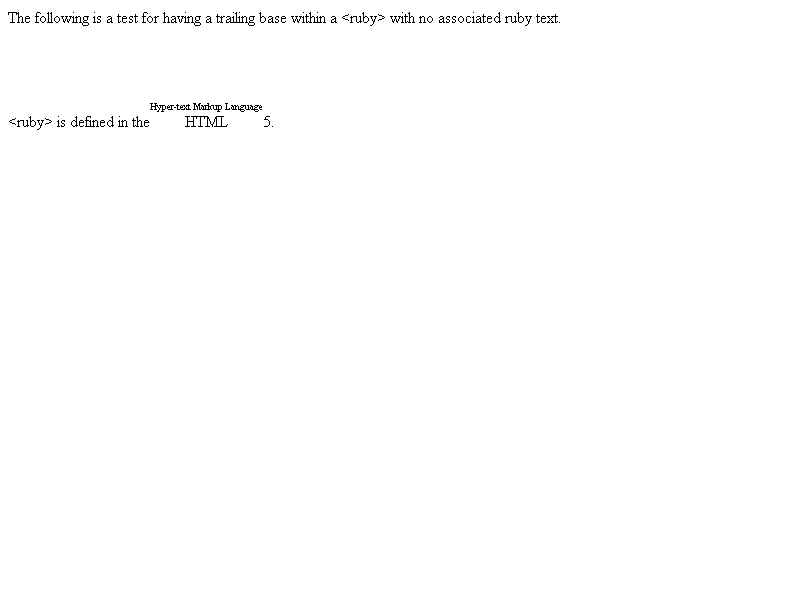 The following is a test for having a trailing base within a <ruby> with no associated ruby text.
Hyper-text Markup Language
<ruby> is defined in the HTML 5.